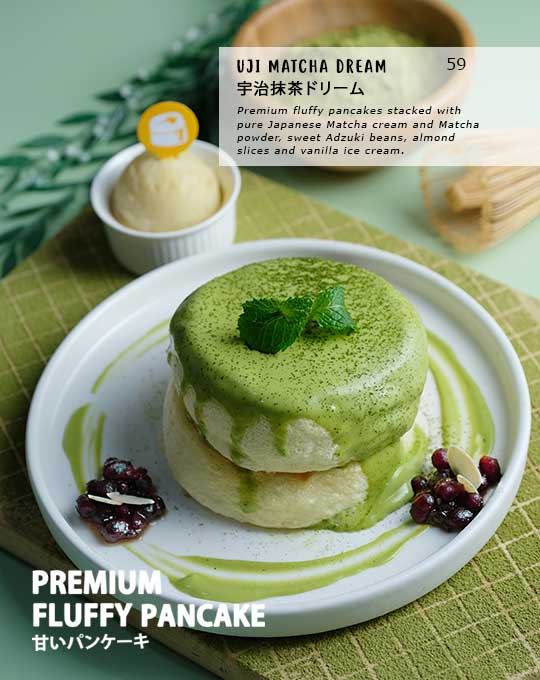 UJI MATCHA DREAM 59
宇治抹茶ドリーム
Premium fluffy pancakes stacked with
pure Japanese Matcha cream and Matcha
powder, sweet Adzuki beans, almond
slices and vanilla ice cream.
PREMIUM
FLUFFY PANCAKE
甘いパンケーキ